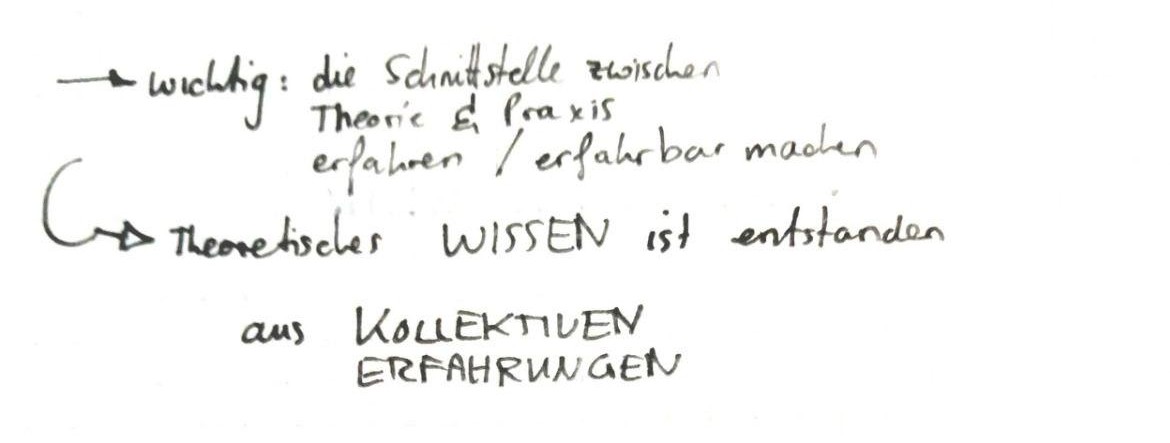 → wichtig: die Schnittstelle zwischen
Theorie & Praxis
erfahren / erfahrbar machen
→ Theoretisches WISSEN ist entstanden
aus KOLLEKTIVEN
ERFAHRUNGEN